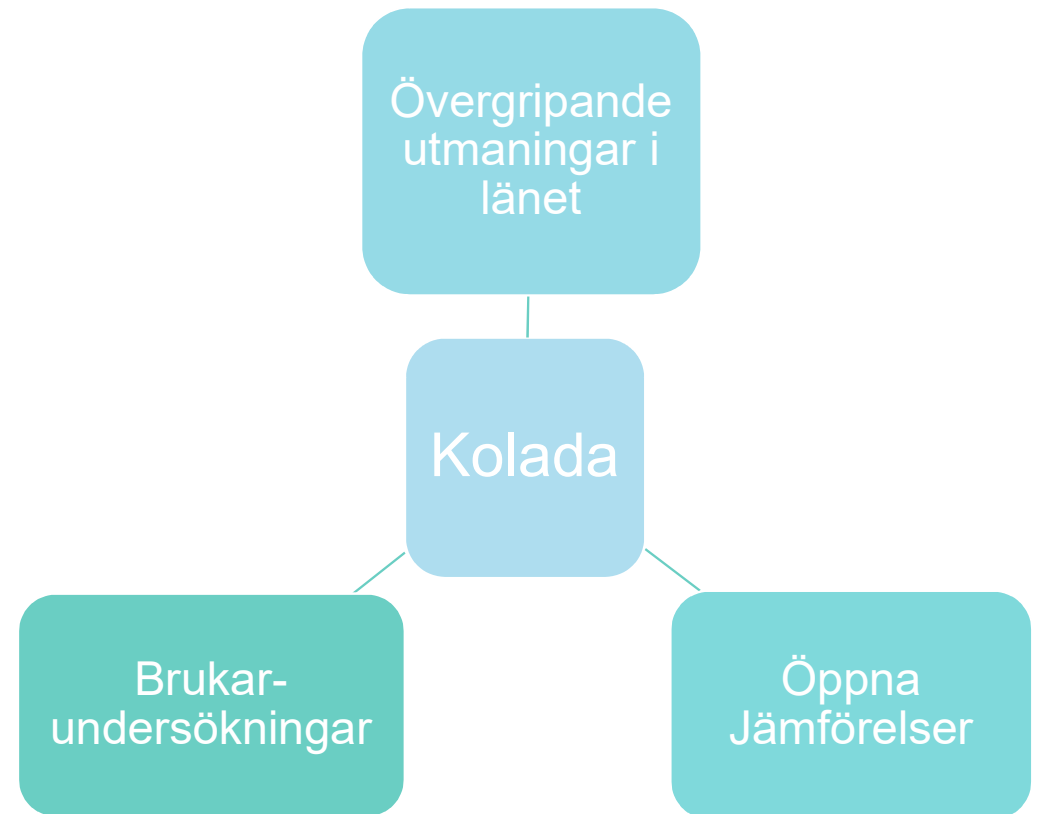 Övergripande
utmaningar i
länet
Kolada
Brukar-
undersökningar
Öppna
Jämförelser